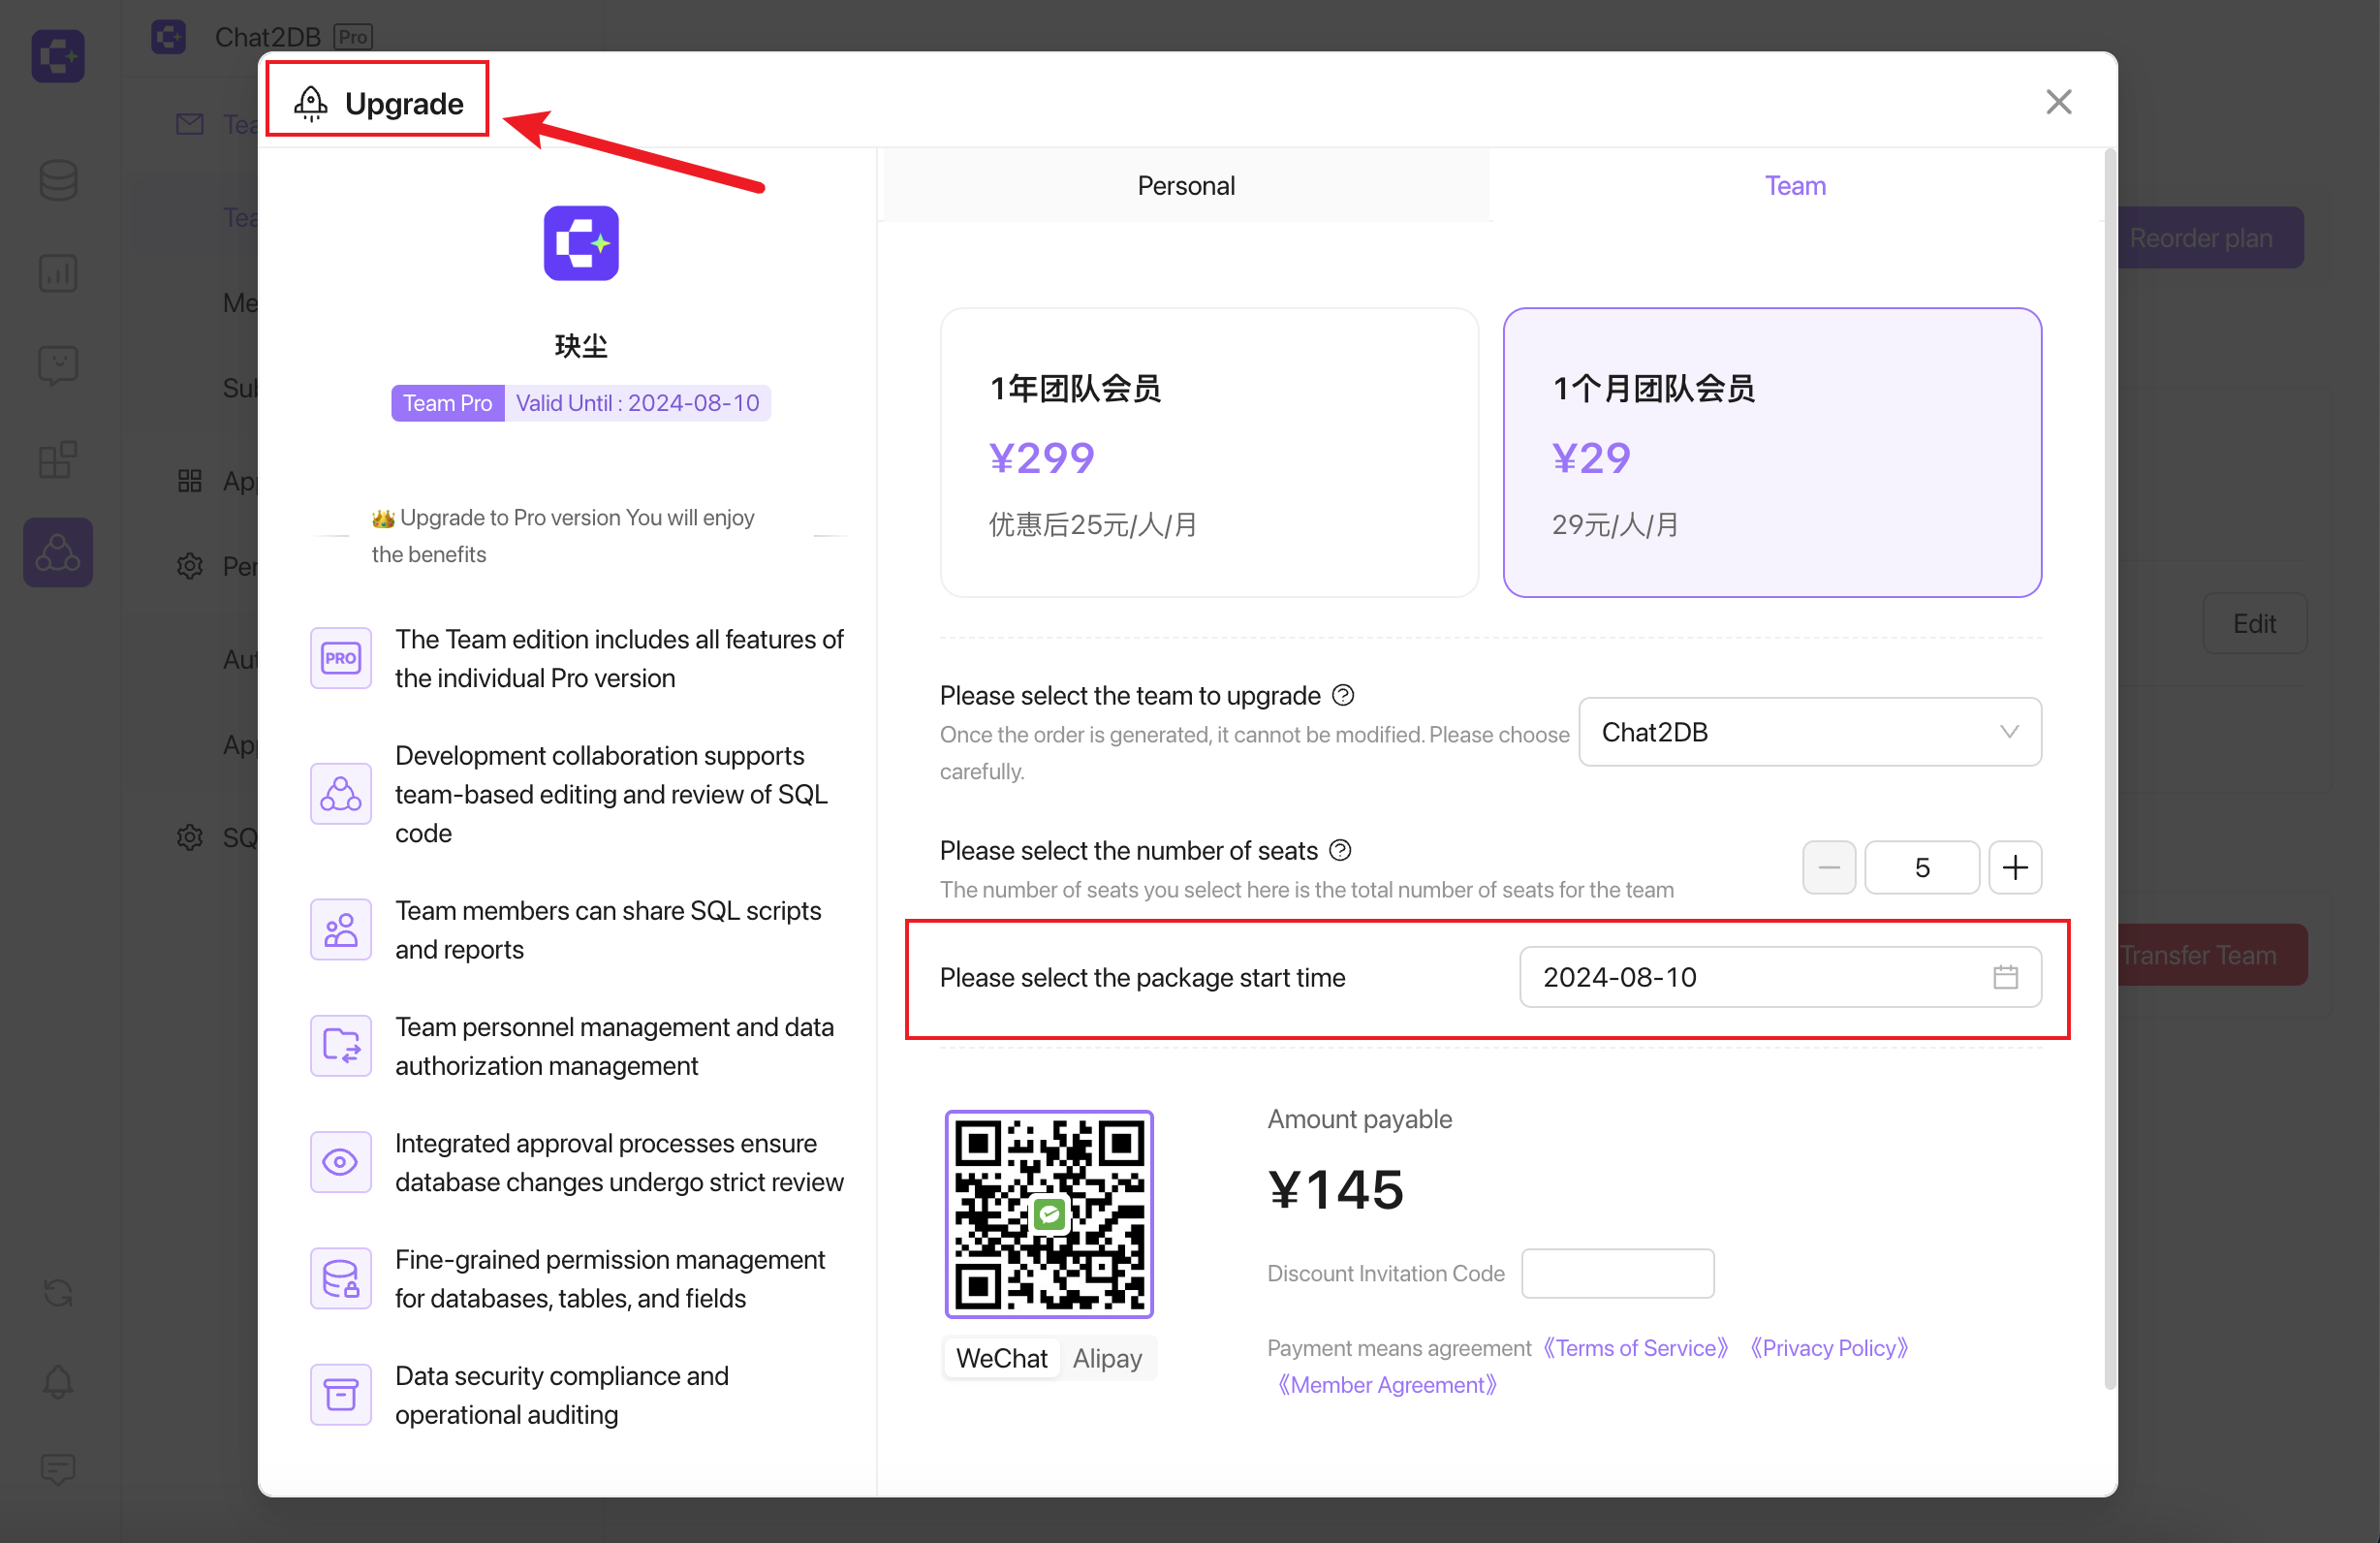 Chat2DB Pro
Upgrade
Tea
Tea
Me
Sub
App
Per
Aut
App
SQ
玦尘
Team Pro Valid Until : 2024-08-10
Upgrade to Pro version You will enjoy
the benefits
PRO
The Team edition includes all features of
the individual Pro version
Development collaboration supports
team-based editing and review of SQL
code
Team members can share SQL scripts
and reports
Team personnel management and data
authorization management
Integrated approval processes ensure
database changes undergo strict review
Fine-grained permission management
for databases, tables, and fields
Data security compliance and
operational auditing
Personal
Team
1年团队会员
¥299
优惠后25元/人/月
1个月团队会员
¥29
29元/人/月
Please select the team to upgrade
Once the order is generated, it cannot be modified. Please choose
carefully.
Chat2DB
Please select the number of seats
The number of seats you select here is the total number of seats for the team
5
Please select the package start time
2024-08-10
WeChat Alipay
Amount payable
¥145
Discount Invitation Code
Payment means agreement 《Terms of Service》 《Privacy Policy》
《Member Agreement》
Reorder plan
Edit
Transfer Team